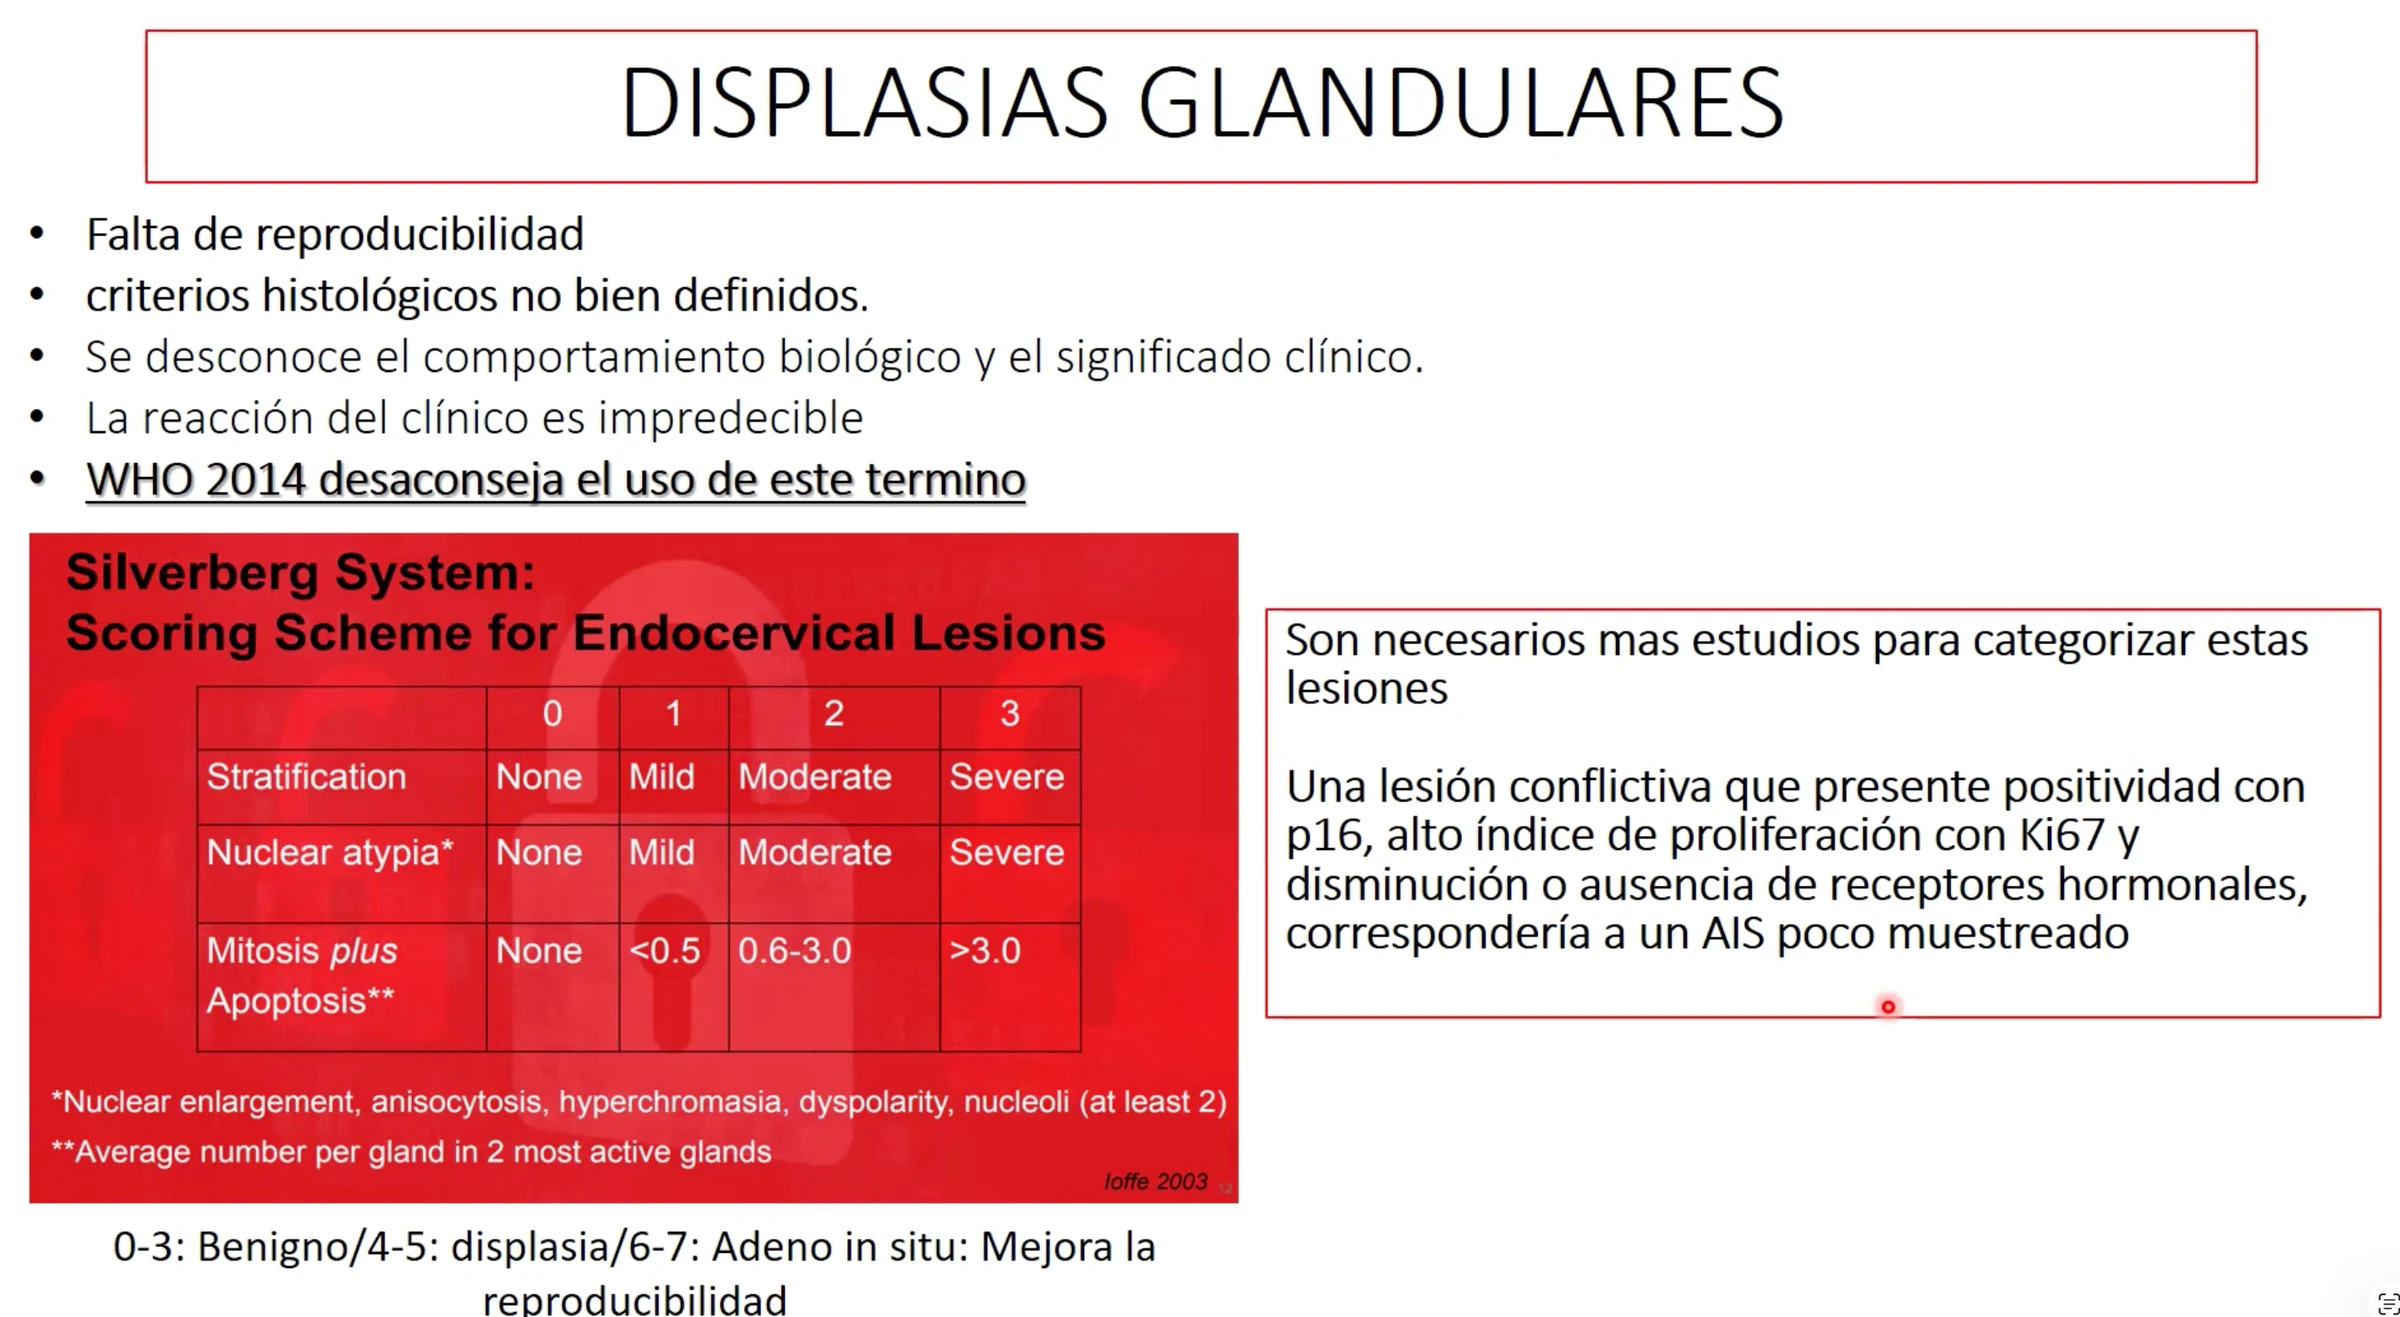 DISPLASIAS GLANDULARES
• Falta de reproducibilidad
• criterios histológicos no bien definidos.
• Se desconoce el comportamiento biológico y el significado clínico.
• La reacción del clínico es impredecible
• WHO 2014 desaconseja el uso de este termino
Silverberg System:
Scoring Scheme for Endocervical Lesions
0 1 2 3
Stratification None Mild Moderate Severe
Nuclear atypia* None Mild Moderate Severe
Mitosis plus None <0.5 0.6-3.0 >3.0
Apoptosis**
*Nuclear enlargement, anisocytosis, hyperchromasia, dyspolarity, nucleoli (at least 2)
**Average number per gland in 2 most active glands
Ioffe 2003 12
0-3: Benigno/4-5: displasia/6-7: Adeno in situ: Mejora la
reproducibilidad
Son necesarios mas estudios para categorizar estas
lesiones
Una lesión conflictiva que presente positividad con
p16, alto índice de proliferación con Ki67 y
disminución o ausencia de receptores hormonales,
correspondería a un AIS poco muestreado